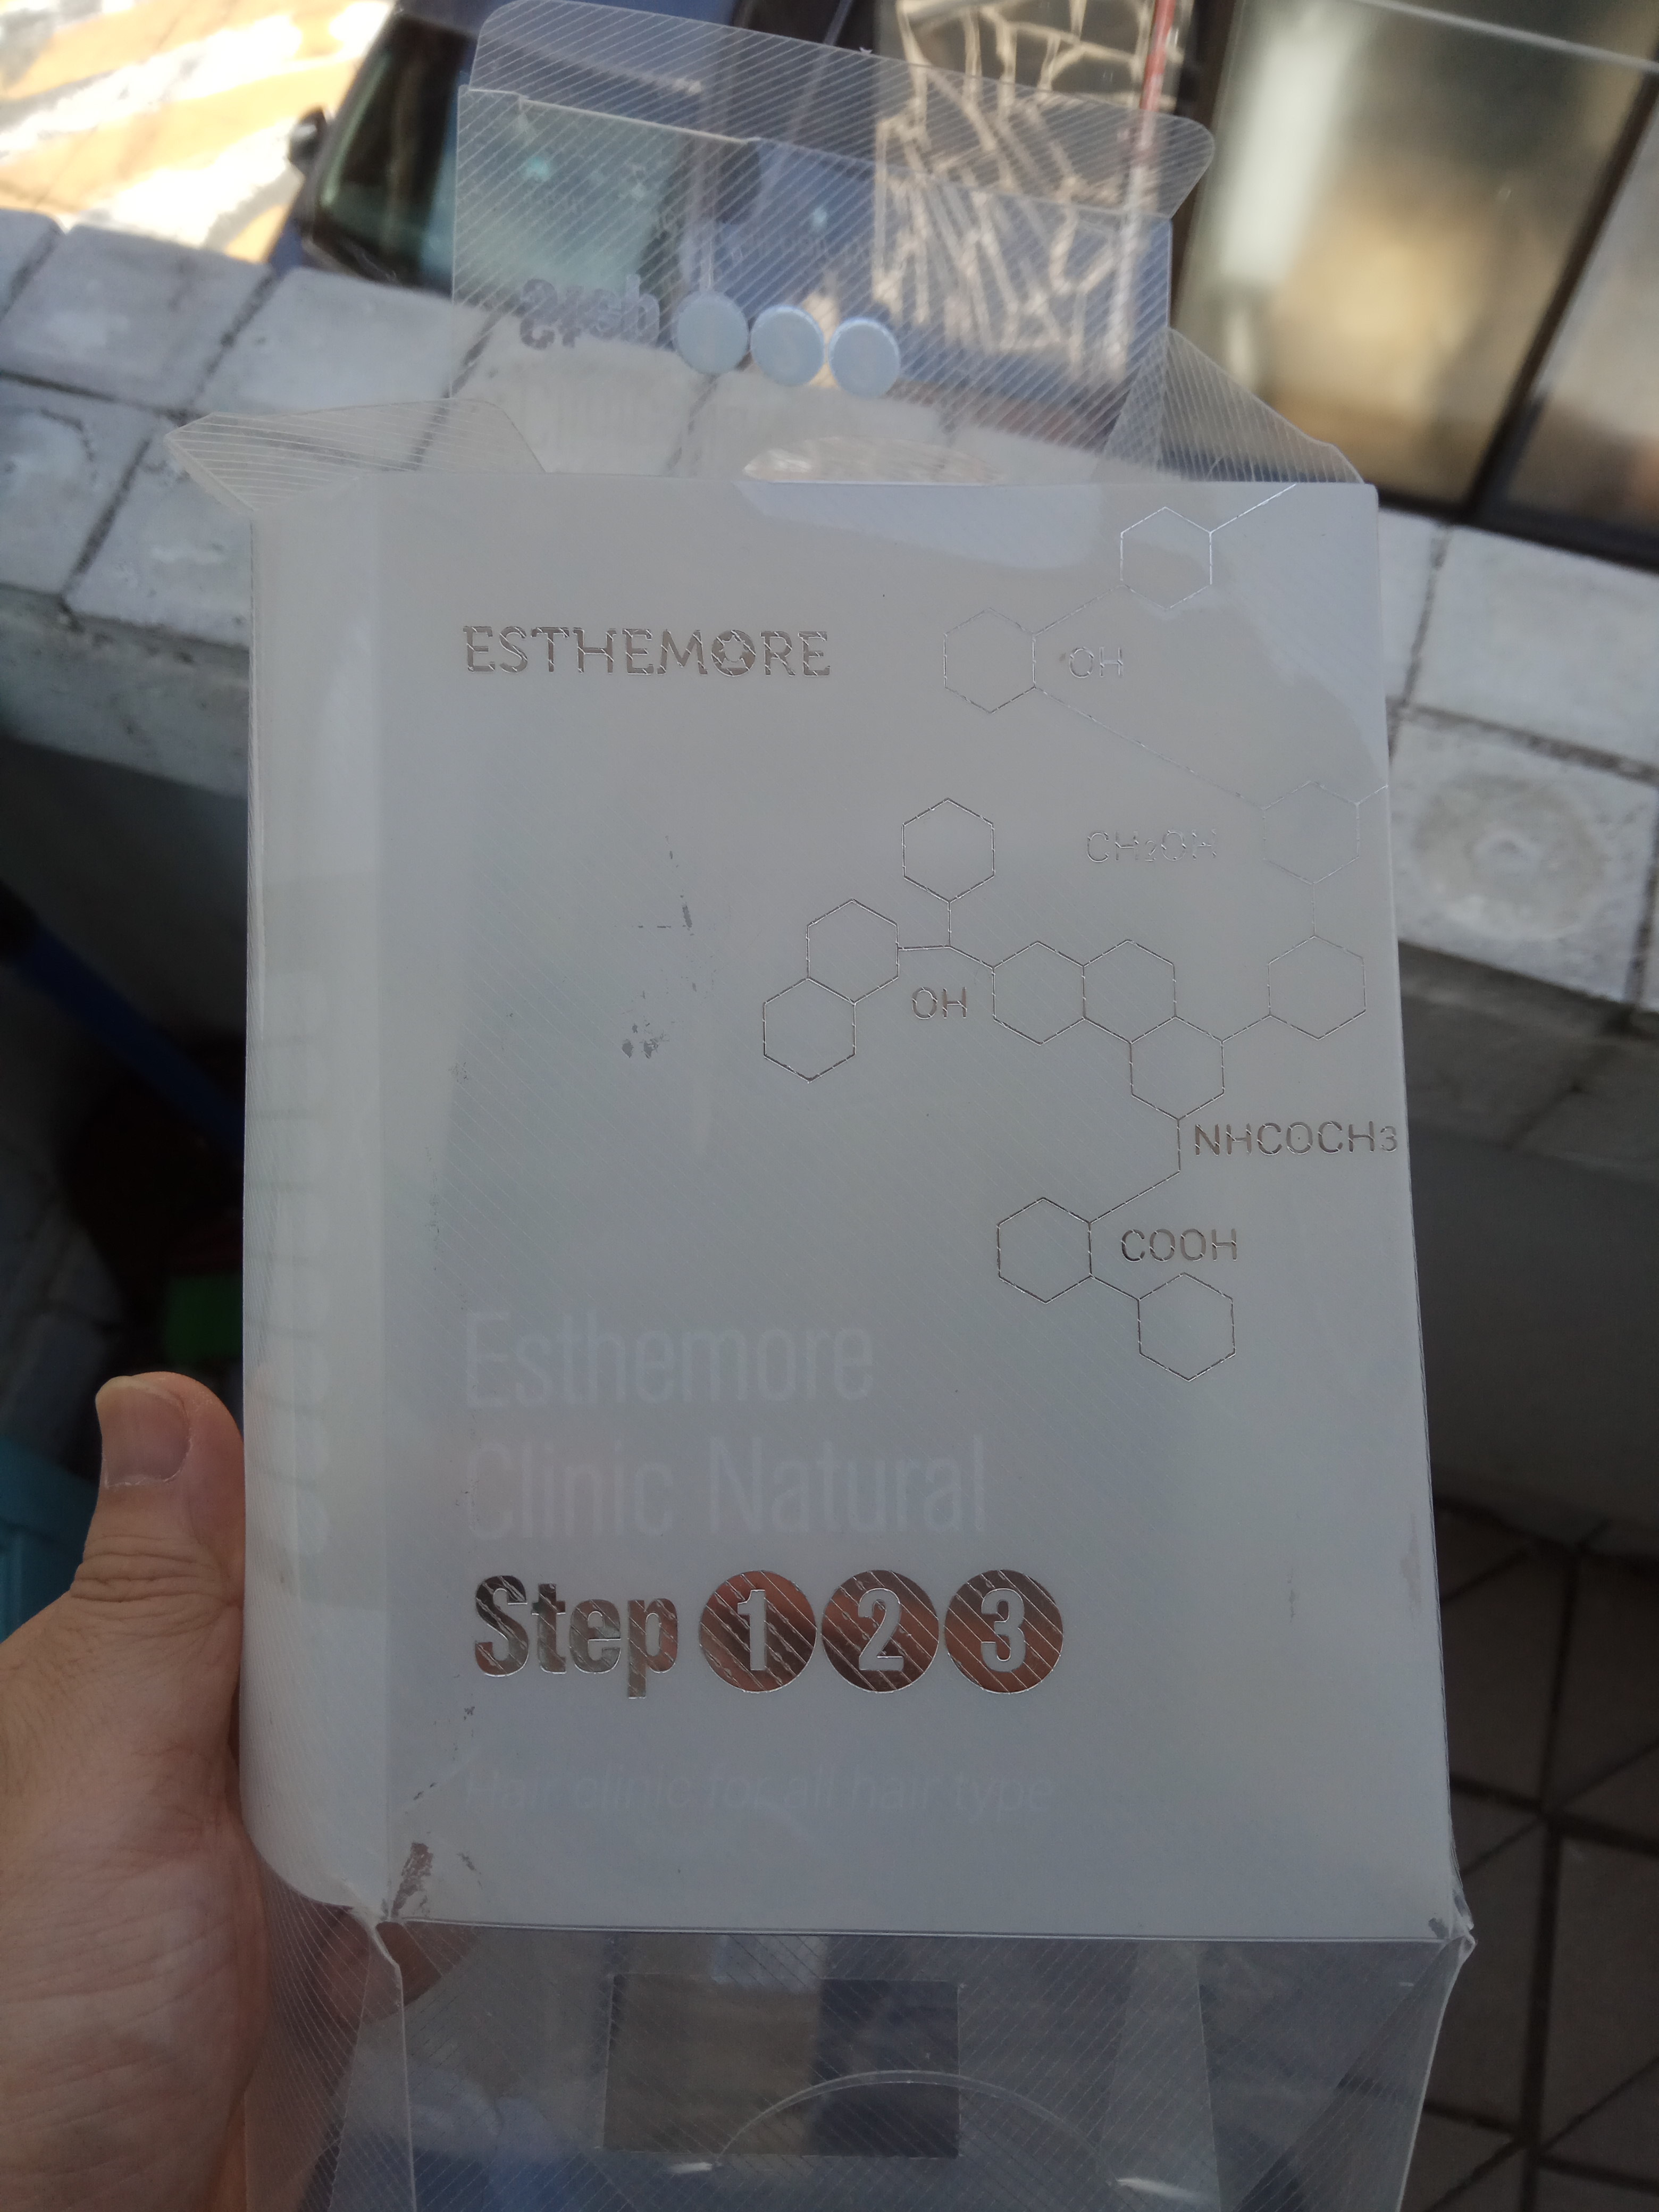 ESTHEMORE
OH
CH2OH
OH
NHCOCH3
COOH
Esthemore
Clinic Natural
Step 1 2 3
Hair clinic for all hair type